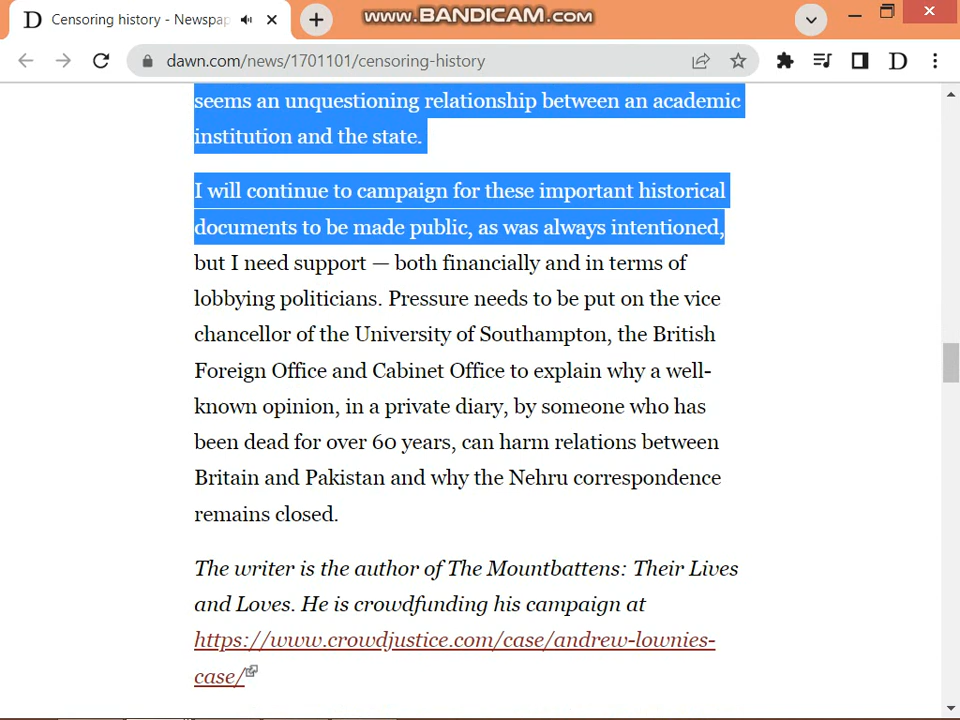 Censoring history - Newspap
www.BANDICAM.com
dawn.com/news/1701101/censoring-history
seems an unquestioning relationship between an academic
institution and the state.
I will continue to campaign for these important historical
documents to be made public, as was always intentioned,
but I need support — both financially and in terms of
lobbying politicians. Pressure needs to be put on the vice
chancellor of the University of Southampton, the British
Foreign Office and Cabinet Office to explain why a well-
known opinion, in a private diary, by someone who has
been dead for over 60 years, can harm relations between
Britain and Pakistan and why the Nehru correspondence
remains closed.
The writer is the author of The Mountbattens: Their Lives
and Loves. He is crowdfunding his campaign at
https://www.crowdjustice.com/case/andrew-lownies-
case/